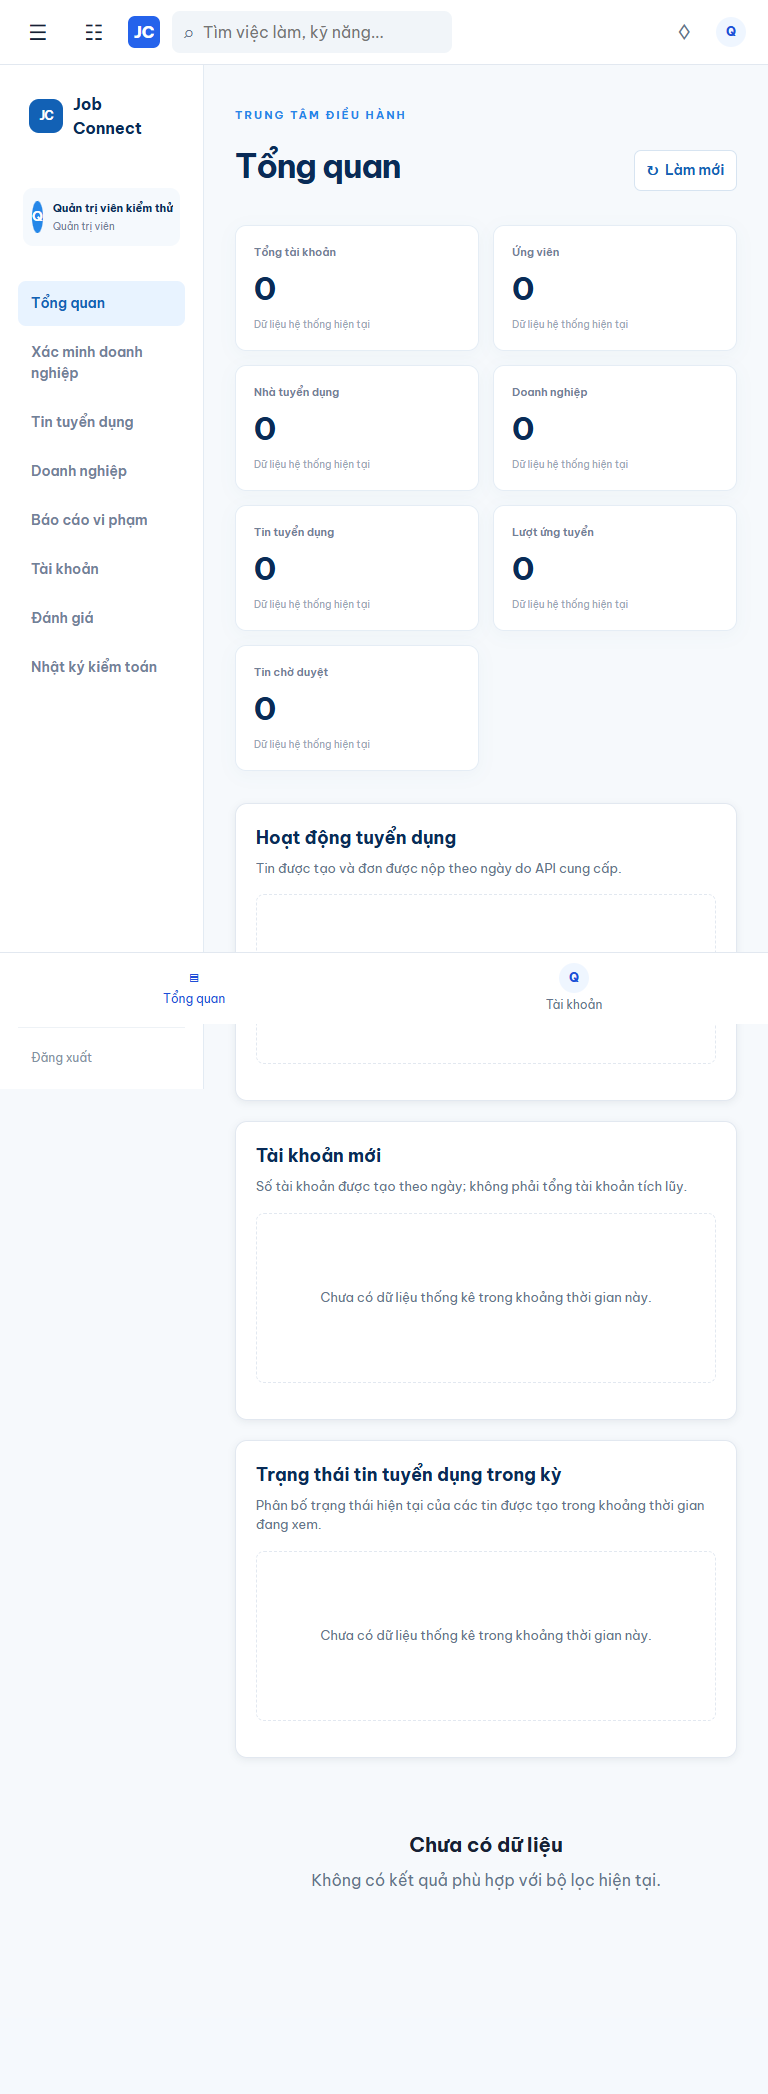 JC
Tìm việc làm, kỹ năng...
Q
JC
Job
Connect
Q
Quản trị viên kiểm thử
Quản trị viên
Tổng quan
Xác minh doanh
nghiệp
Tin tuyển dụng
Doanh nghiệp
Báo cáo vi phạm
Tài khoản
Đánh giá
Nhật ký kiểm toán
Đăng xuất
TRUNG TÂM ĐIỀU HÀNH
Tổng quan
Làm mới
Tổng tài khoản
0
Dữ liệu hệ thống hiện tại
Ứng viên
0
Dữ liệu hệ thống hiện tại
Nhà tuyển dụng
0
Dữ liệu hệ thống hiện tại
Doanh nghiệp
0
Dữ liệu hệ thống hiện tại
Tin tuyển dụng
0
Dữ liệu hệ thống hiện tại
Lượt ứng tuyển
0
Dữ liệu hệ thống hiện tại
Tin chờ duyệt
0
Dữ liệu hệ thống hiện tại
Hoạt động tuyển dụng
Tin được tạo và đơn được nộp theo ngày do API cung cấp.
Tổng quan
Q
Tài khoản
Tài khoản mới
Số tài khoản được tạo theo ngày; không phải tổng tài khoản tích lũy.
Chưa có dữ liệu thống kê trong khoảng thời gian này.
Trạng thái tin tuyển dụng trong kỳ
Phân bố trạng thái hiện tại của các tin được tạo trong khoảng thời gian
đang xem.
Chưa có dữ liệu thống kê trong khoảng thời gian này.
Chưa có dữ liệu
Không có kết quả phù hợp với bộ lọc hiện tại.